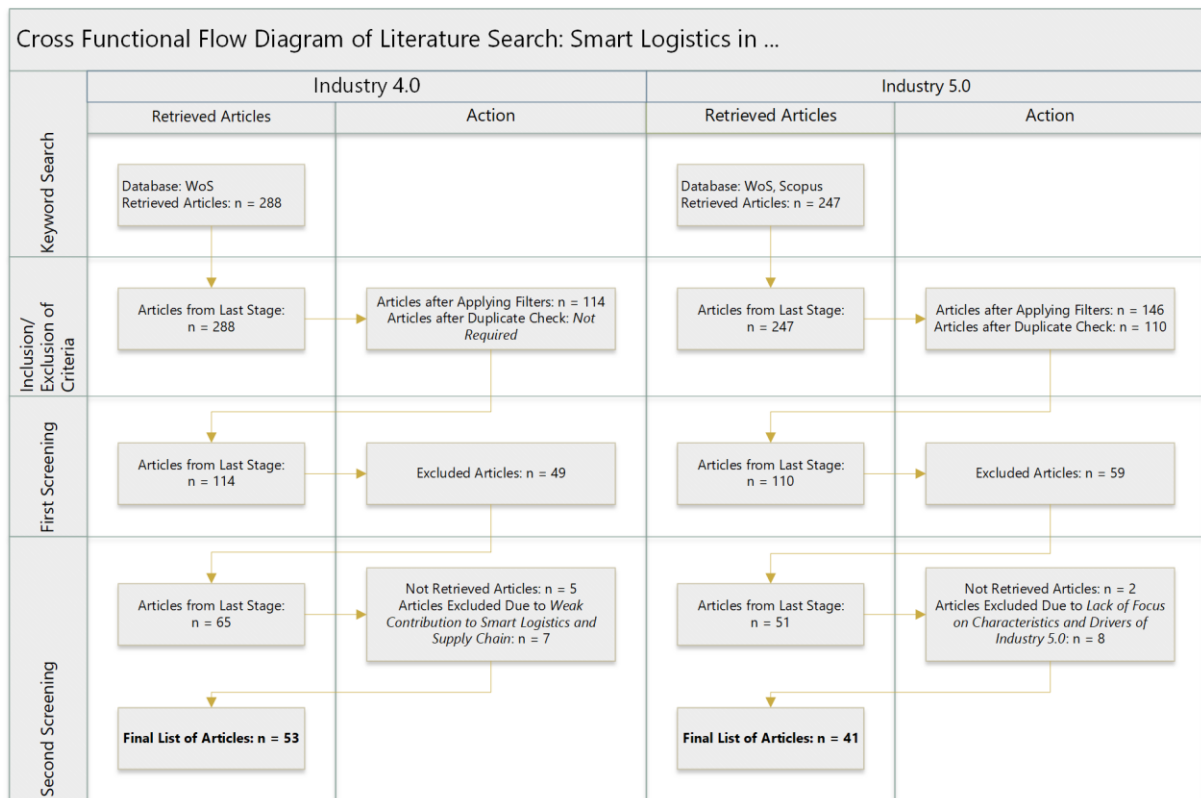 Cross Functional Flow Diagram of Literature Search: Smart Logistics in ...
Industry 4.0
Industry 5.0
Retrieved Articles
Action
Retrieved Articles
Action
Keyword Search
Database: WoS
Retrieved Articles: n = 288
Database: WoS, Scopus
Retrieved Articles: n = 247
Inclusion/
Exclusion of
Criteria
Articles from Last Stage:
n = 288
Articles after Applying Filters: n = 114
Articles after Duplicate Check: Not
Required
Articles from Last Stage:
n = 247
Articles after Applying Filters: n = 146
Articles after Duplicate Check: n = 110
First Screening
Articles from Last Stage:
n = 114
Excluded Articles: n = 49
Articles from Last Stage:
n = 110
Excluded Articles: n = 59
Second Screening
Articles from Last Stage:
n = 65
Not Retrieved Articles: n = 5
Articles Excluded Due to Weak
Contribution to Smart Logistics and
Supply Chain: n = 7
Articles from Last Stage:
n = 51
Not Retrieved Articles: n = 2
Articles Excluded Due to Lack of Focus
on Characteristics and Drivers of
Industry 5.0: n = 8
Final List of Articles: n = 53
Final List of Articles: n = 41